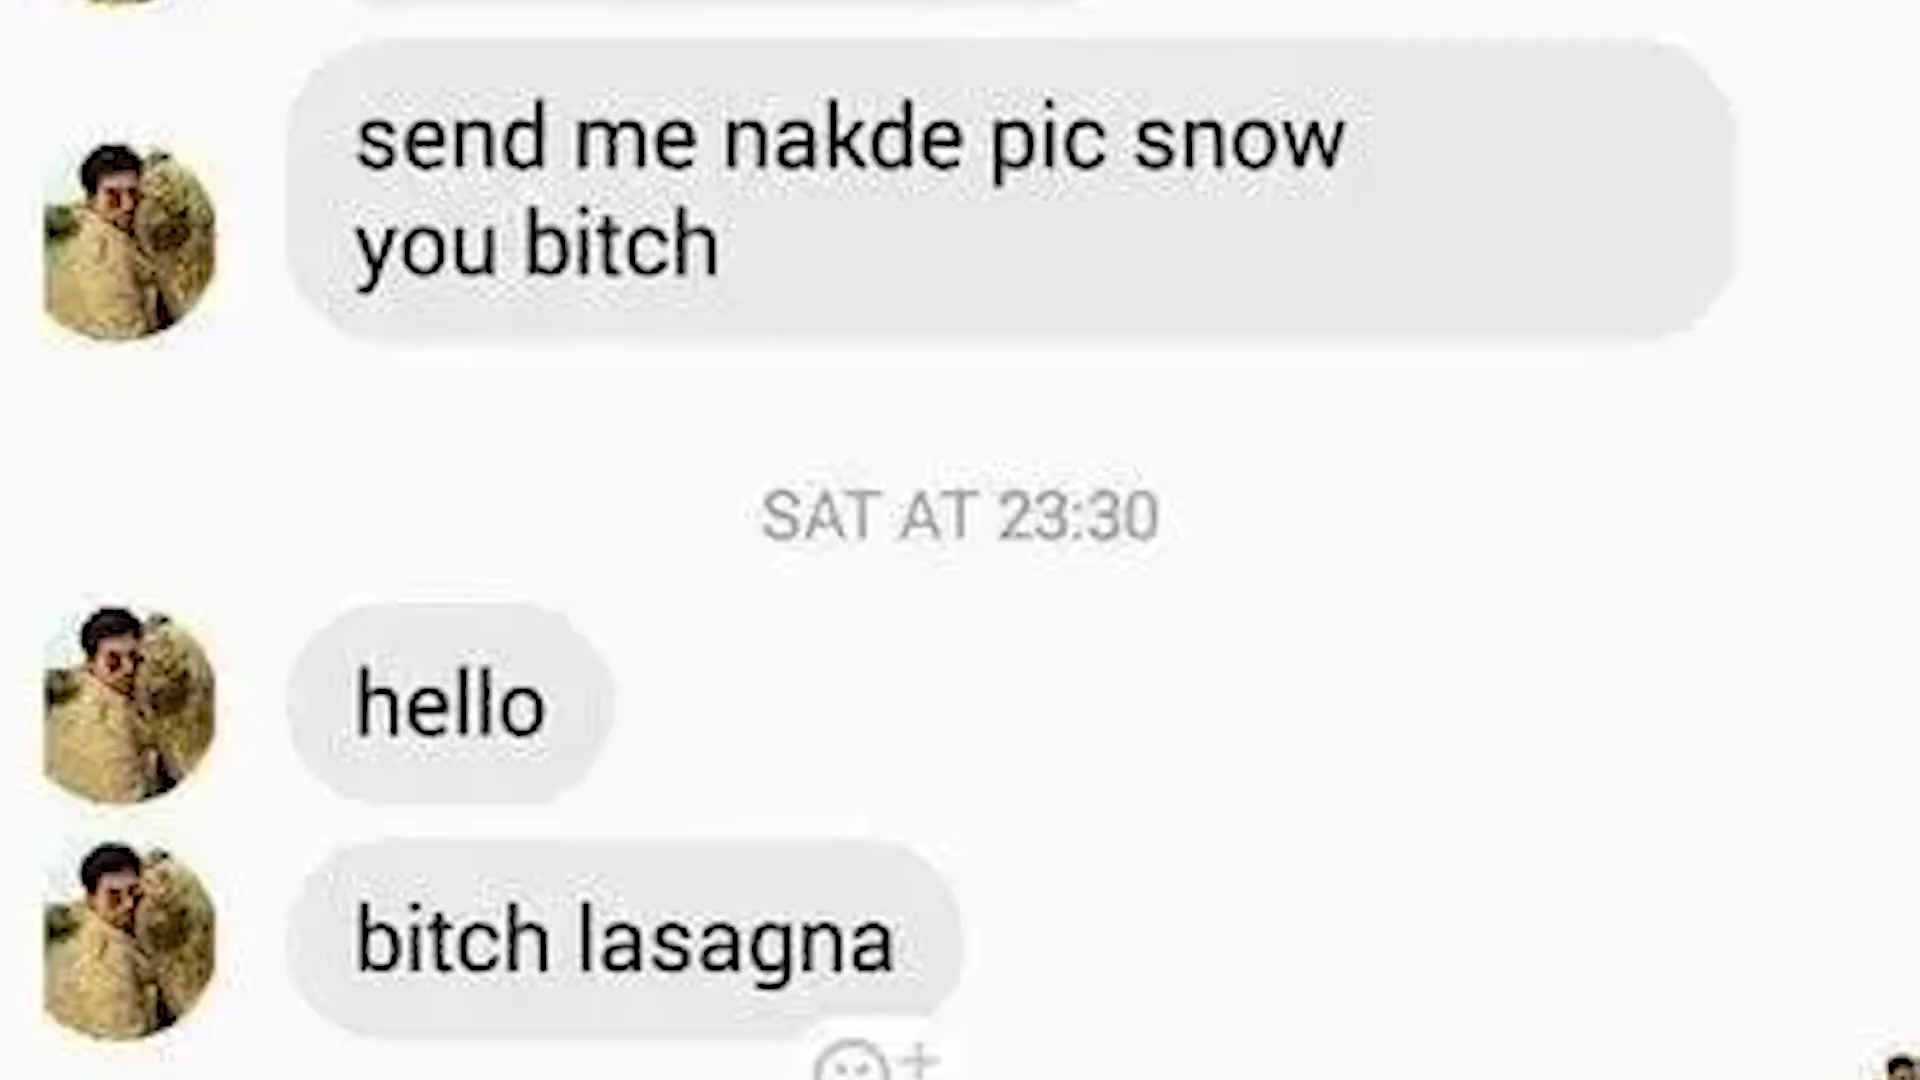 send me nakde pic snow
you bitch
SAT AT 23:30
hello
bitch lasagna